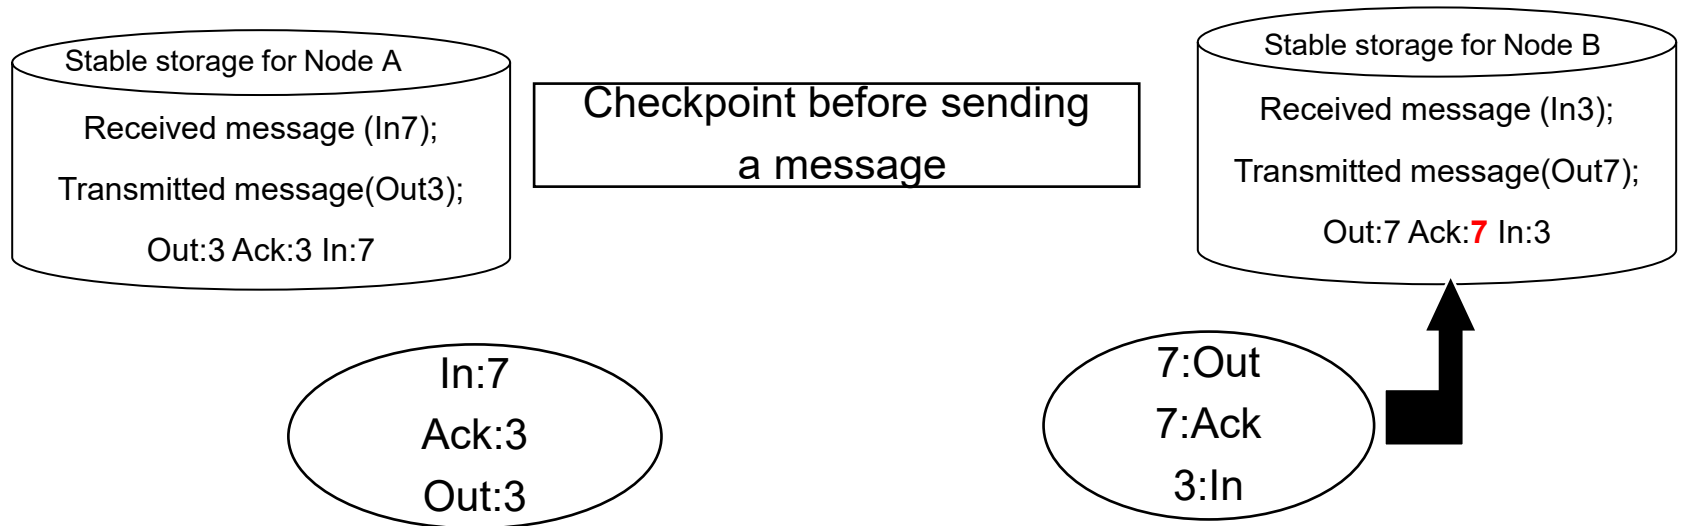 Stable storage for Node A
Received message (In7);
Transmitted message(Out3);
Out:3 Ack:3 In:7
Checkpoint before sending
a message
Stable storage for Node B
Received message (In3);
Transmitted message(Out7);
Out:7 Ack:7 In:3
In:7
Ack:3
Out:3
7:Out
7:Ack
3:In